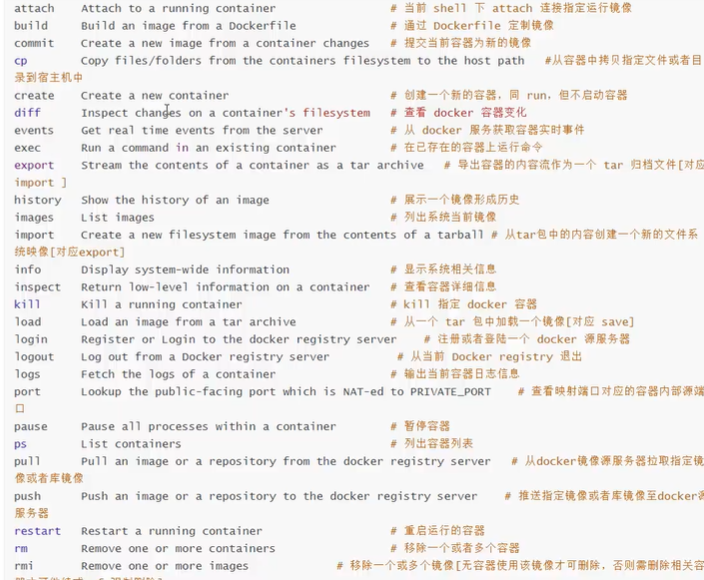 attach    Attach to a running container    # 当前 shell 下 attach 连接指定运行镜像
build    Build an image from a Dockerfile    # 通过 Dockerfile 定制镜像
commit    Create a new image from a container changes    # 提交当前容器为新的镜像
cp    Copy files/folders from the containers filesystem to the host path    #从容器中拷贝指定文件或者目
录到宿主机中
create    Create a new container    # 创建一个新的容器，同 run，但不启动容器
diff    Inspect changes on a container's filesystem    # 查看 docker 容器变化
events    Get real time events from the server    # 从 docker 服务获取容器实时事件
exec    Run a command in an existing container    # 在已存在的容器上运行命令
export    Stream the contents of a container as a tar archive    # 导出容器的内容流作为一个 tar 归档文件[对应
import ]
history    Show the history of an image    # 展示一个镜像形成历史
images    List images    # 列出系统当前镜像
import    Create a new filesystem image from the contents of a tarball # 从tar包中的内容创建一个新的文件系
统映像[对应export]
info    Display system-wide information    # 显示系统相关信息
inspect    Return low-level information on a container    # 查看容器详细信息
kill    Kill a running container    # kill 指定 docker 容器
load    Load an image from a tar archive    # 从一个 tar 包中加载一个镜像[对应 save]
login    Register or Login to the docker registry server    # 注册或者登陆一个 docker 源服务器
logout    Log out from a Docker registry server    # 从当前 Docker registry 退出
logs    Fetch the logs of a container    # 输出当前容器日志信息
port    Lookup the public-facing port which is NAT-ed to PRIVATE_PORT    # 查看映射端口对应的容器内部源端
口
pause    Pause all processes within a container    # 暂停容器
ps    List containers    # 列出容器列表
pull    Pull an image or a repository from the docker registry server    # 从docker镜像源服务器拉取指定镜
像或者库镜像
push    Push an image or a repository to the docker registry server    # 推送指定镜像或者库镜像至docker源
服务器
restart    Restart a running container    # 重启运行的容器
rm    Remove one or more containers    # 移除一个或者多个容器
rmi    Remove one or more images    # 移除一个或多个镜像[无容器使用该镜像才可删除，否则需删除相关容